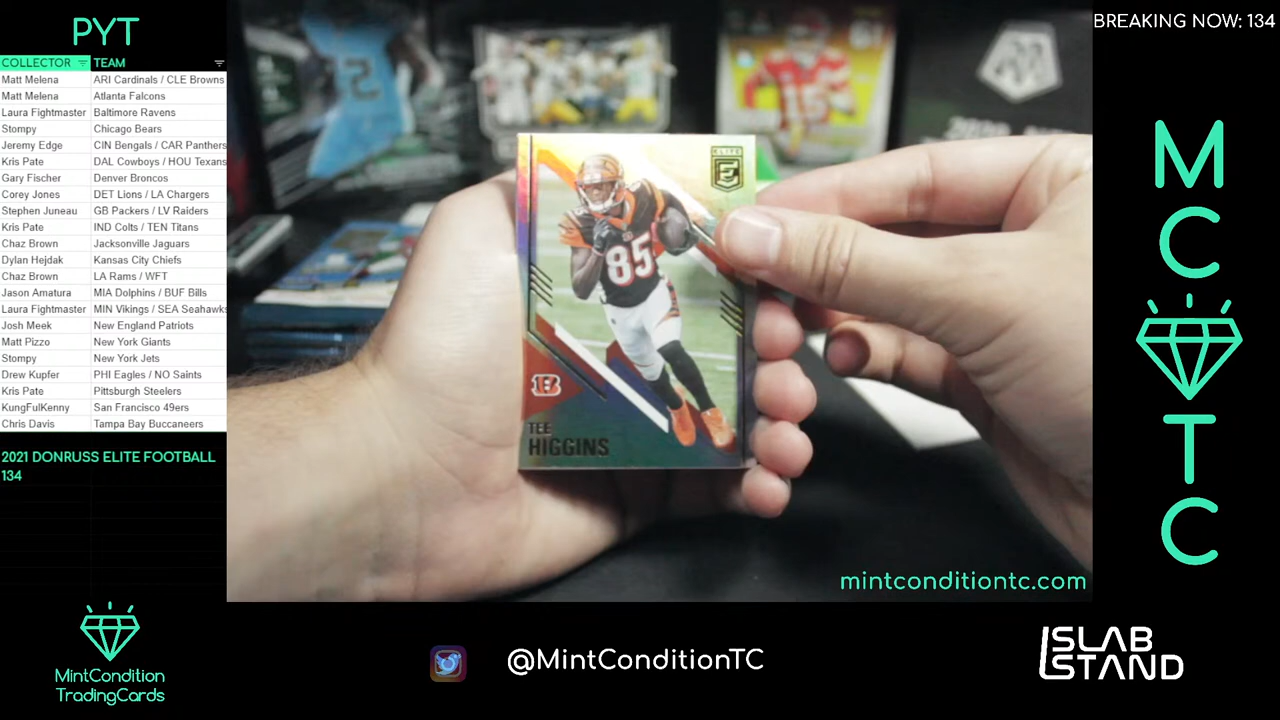 PYT
COLLECTOR TEAM
Matt Melena ARI Cardinals / CLE Browns
Matt Melena Atlanta Falcons
Laura Fightmaster Baltimore Ravens
Stompy Chicago Bears
Jeremy Edge CIN Bengals / CAR Panthers
Kris Pate DAL Cowboys / HOU Texans
Gary Fischer Denver Broncos
Corey Jones DET Lions / LA Chargers
Stephen Juneau GB Packers / LV Raiders
Kris Pate IND Colts / TEN Titans
Chaz Brown Jacksonville Jaguars
Dylan Hejdak Kansas City Chiefs
Chaz Brown LA Rams / WFT
Jason Amatura MIA Dolphins / BUF Bills
Laura Fightmaster MIN Vikings / SEA Seahawks
Josh Meek New England Patriots
Matt Pizzo New York Giants
Stompy New York Jets
Drew Kupfer PHI Eagles / NO Saints
Kris Pate Pittsburgh Steelers
KungFulKenny San Francisco 49ers
Chris Davis Tampa Bay Buccaneers
2021 DONRUSS ELITE FOOTBALL
134
MintCondition
TradingCards
ELITE
E
85
B
TEE
HIGGINS
15
mintconditiontc.com
@MintConditionTC
BREAKING NOW: 134
M
C
T
C
SLAB
STAND